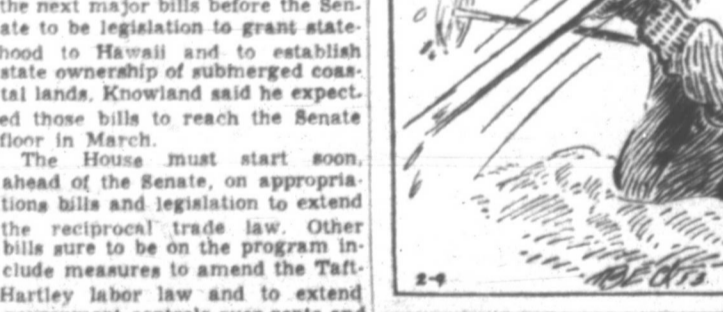 the next major bills before the Sen-
ate to be legislation to grant state-
hood to Hawaii and to establish
state ownership of submerged coas-
tal lands. Knowland said he expect-
ed those bills to reach the Senate
floor in March.
The House must start soon,
ahead of the Senate, on appropria-
tions bills and legislation to extend
the reciprocal trade law. Other
bills sure to be on the program in-
clude measures to amend the Taft-
Hartley labor law and to extend
2-9